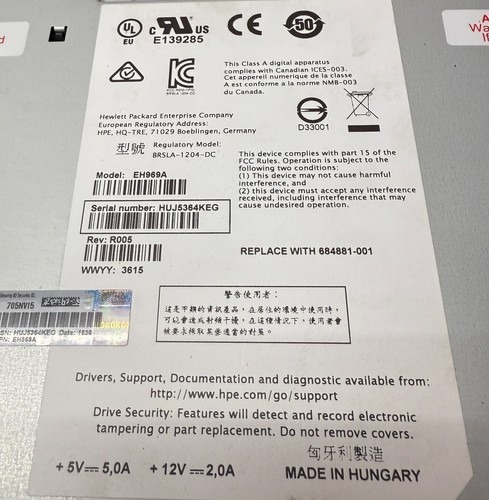 UL
EU
c RU US
E139285
CE
50
This Class A digital apparatus
complies with Canadian ICES-003.
Cet appareil numerique de la classe
A est conforme a la norme NMB-003
du Canada.
Hewlett Packard Enterprise Company
European Regulatory Address:
HPE, HQ-TRE, 71029 Boeblingen, Germany
D33001
型號 Regulatory Model:
BRSLA-1204-DC
This device complies with part 15 of the
FCC Rules. Operation is subject to the
following two conditions:
(1) This device may not cause harmful
interference, and
(2) this device must accept any interference
received, including interference that may
cause undesired operation.
Model: EH969A
Serial number: HUJ5364KEG
Rev: R005
WWYY: 3615
REPLACE WITH 684881-001
705NVI5
SN: HUJ5364KEG Date: 1636
PN: EH969A
警告使用者:
這是甲類的資訊產品,在居住的環境中使用時,
可能會造成射頻干擾,在這種情況下,使用者會
被要求採取某些適當的對策。
Drivers, Support, Documentation and diagnostic available from:
http://www.hpe.com/go/support
Drive Security: Features will detect and record electronic
tampering or part replacement. Do not remove covers.
匈牙利製造
+ 5V 5,0A + 12V 2,0A MADE IN HUNGARY